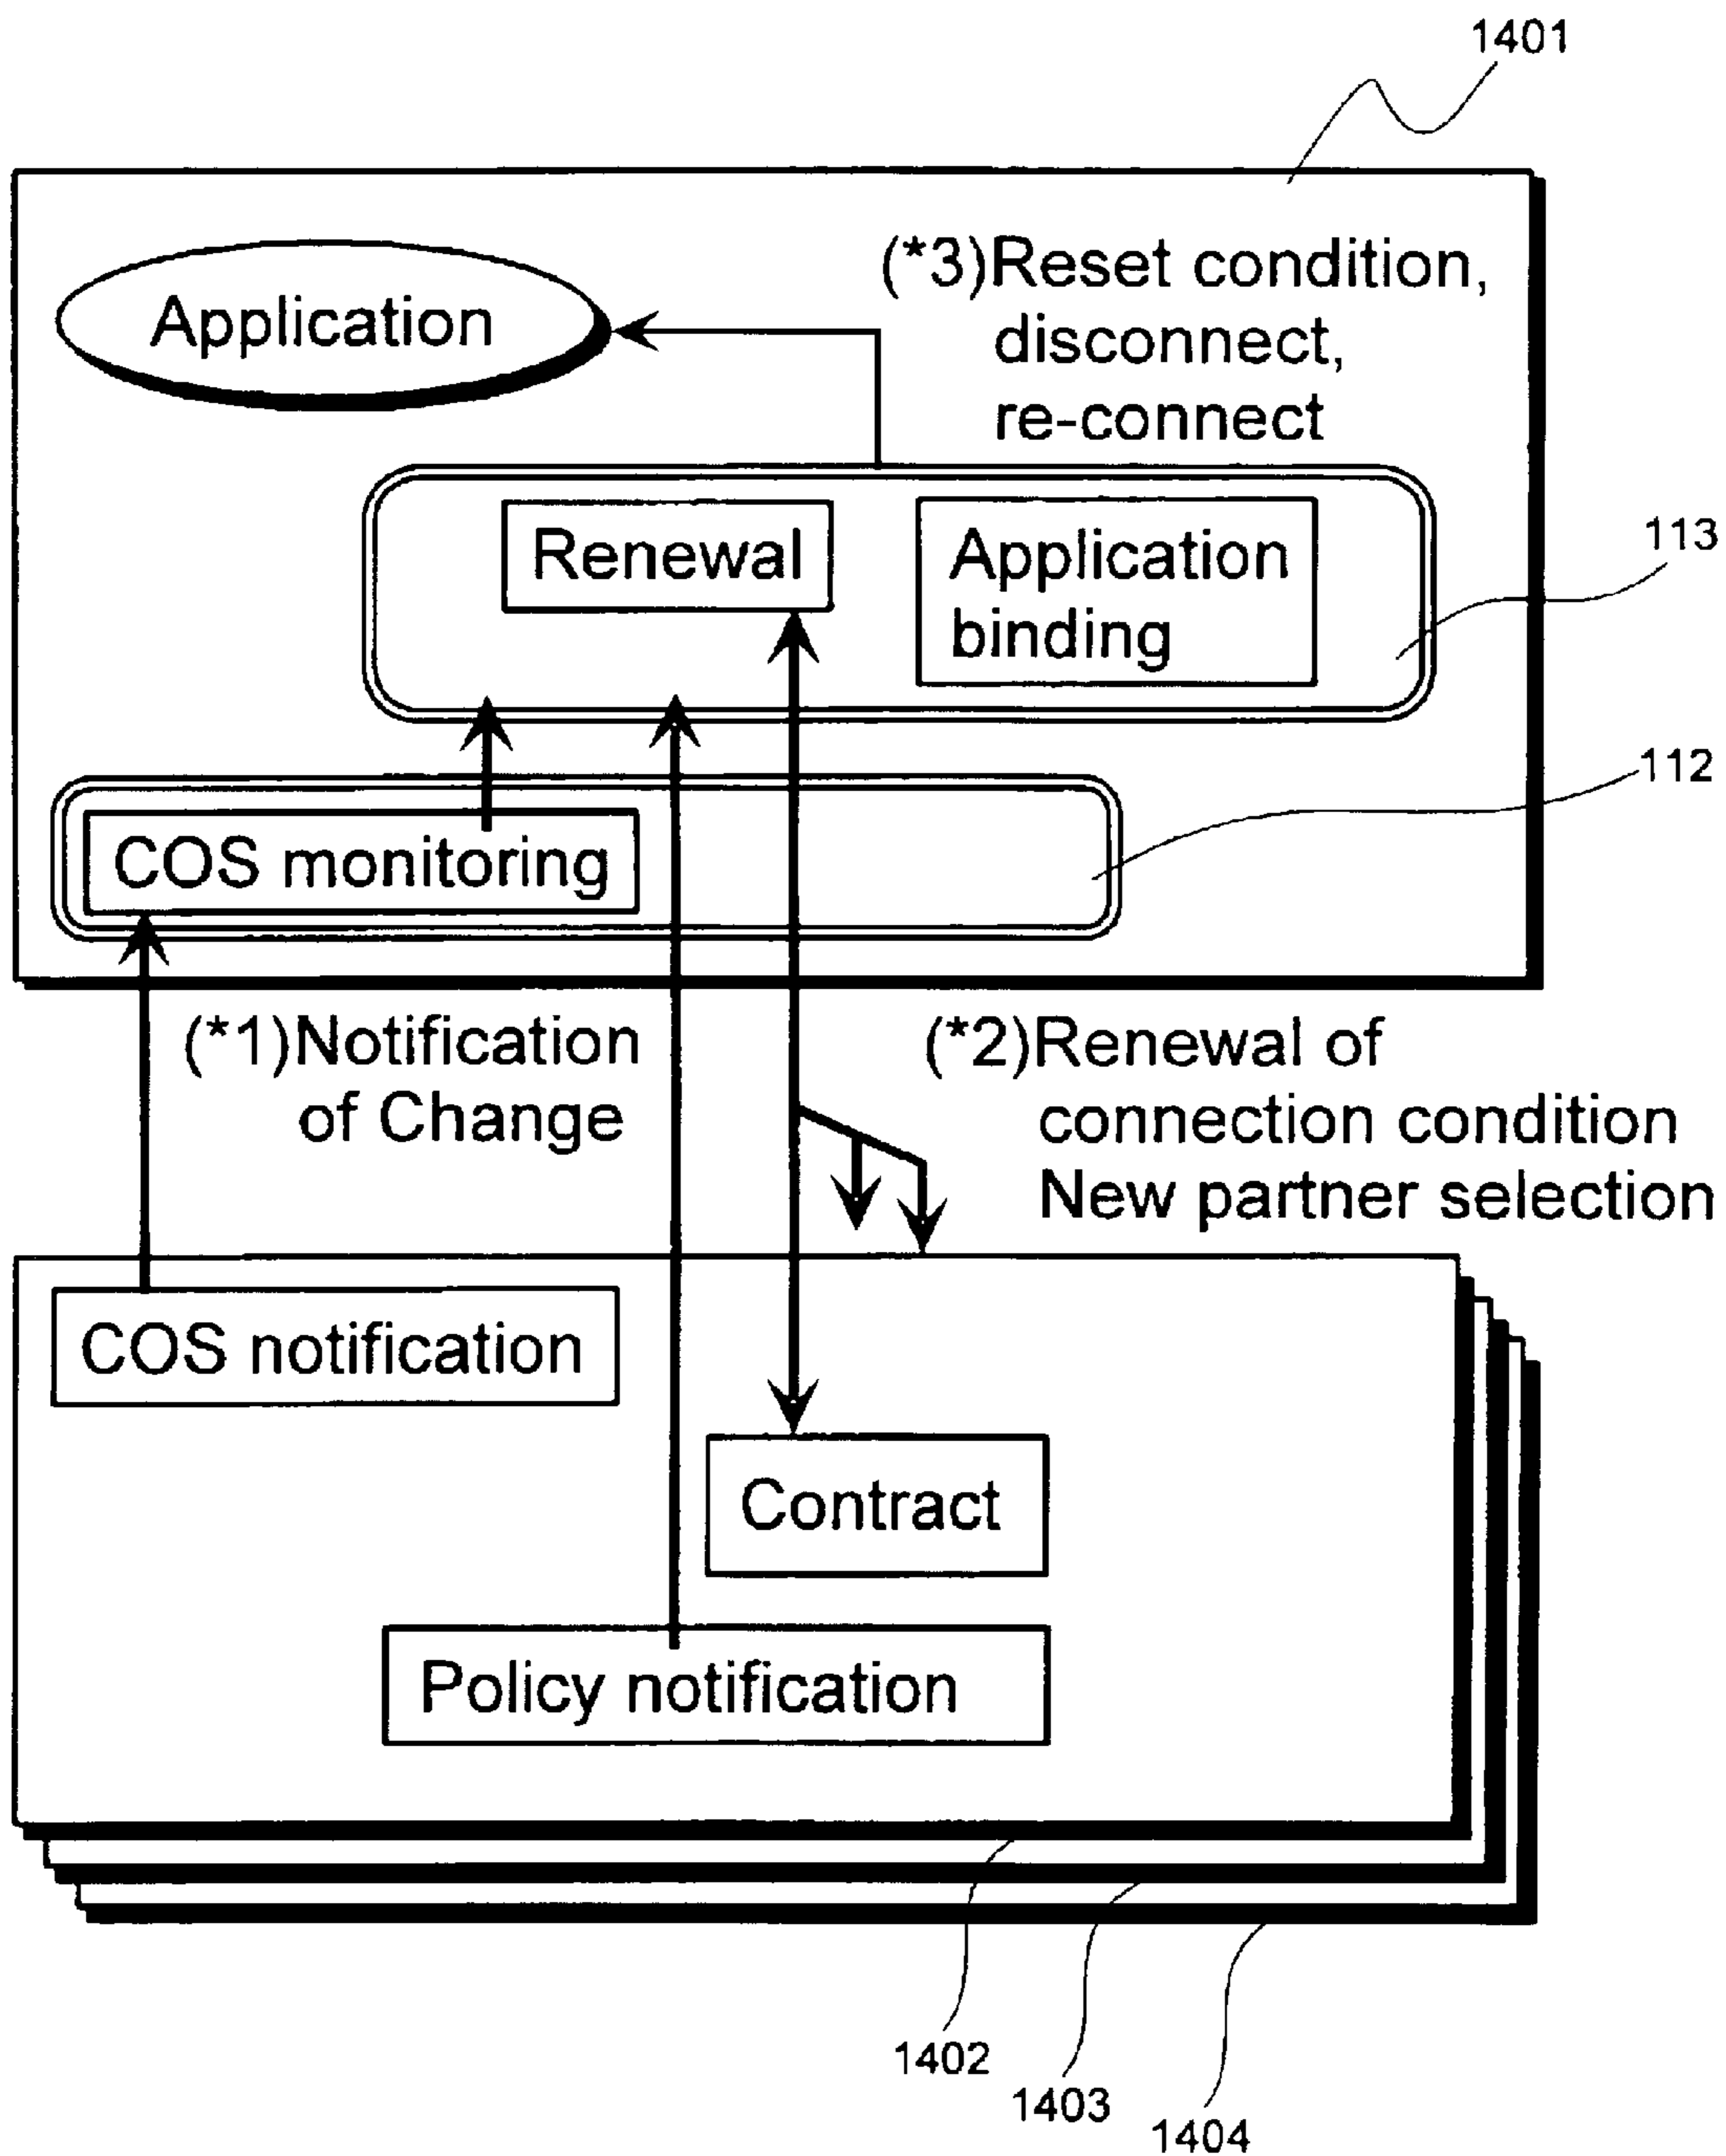 1401
(*3)Reset condition,
disconnect,
re-connect
Application
Renewal
Application
binding
113
112
COS monitoring
(*1)Notification
of Change
(*2)Renewal of
connection condition
New partner selection
COS notification
Contract
Policy notification
1402
1403
1404